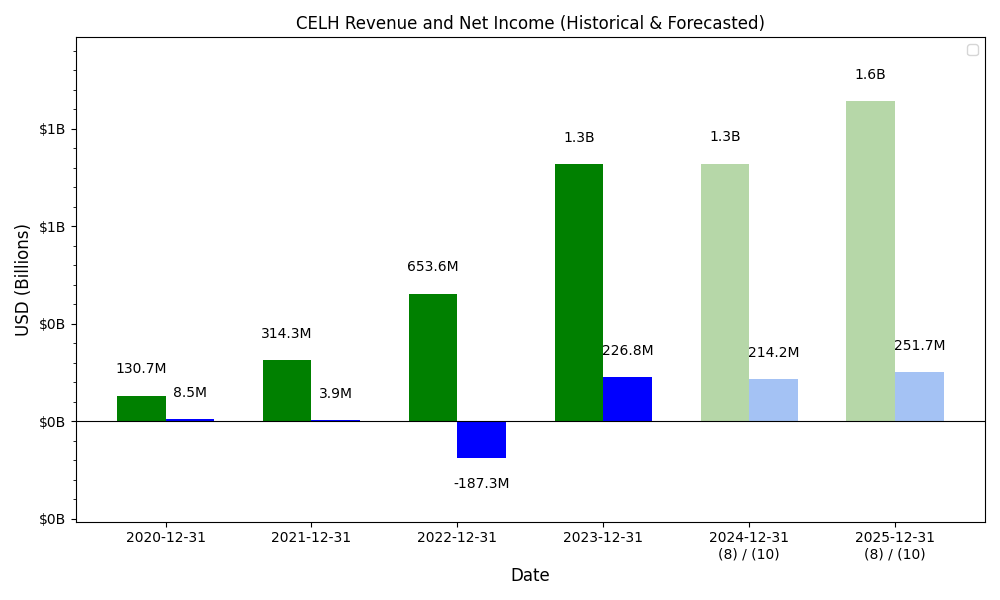 CELH Revenue and Net Income (Historical & Forecasted)
USD (Billions)
$1B
$1B
$0B
$0B
$0B
130.7M
8.5M
314.3M
3.9M
653.6M
-187.3M
1.3B
226.8M
1.3B
214.2M
1.6B
251.7M
2020-12-31
2021-12-31
2022-12-31
2023-12-31
2024-12-31
(8) / (10)
2025-12-31
(8) / (10)
Date